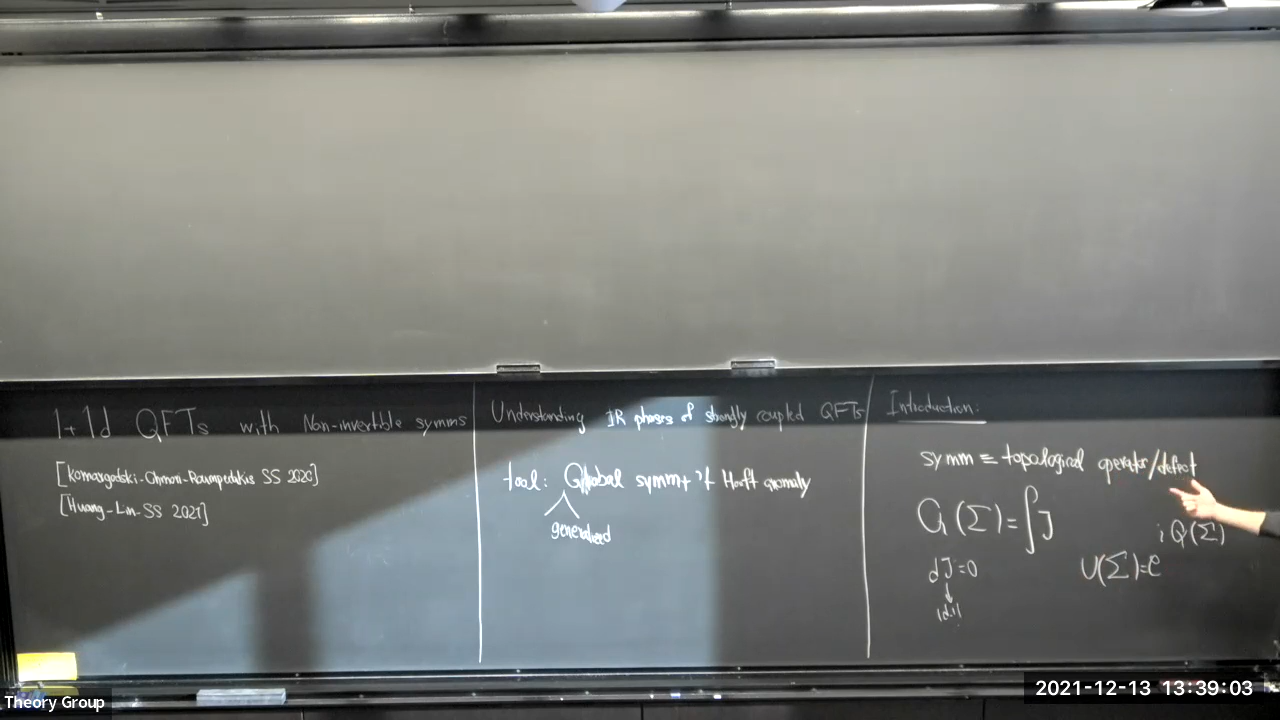 1+1d QFTs with Non-invertible symms
[Komargodski-Ohmori-Roumpedakis SS 2020]
[Huang-Lin-SS 2021]
Understanding IR phases of strongly coupled QFTs
tool: Global symm + 't Hooft anomaly
generalized
Introduction:
symm ≡ topological operator/defect
Q(Σ)=∫J
dJ=0
U(Σ)=e^{iQ(Σ)}
Theory Group
2021-12-13 13:39:03